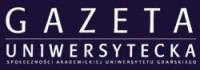 GAZETA
UNIWERSYTECKA
SPOŁECZNOŚCI AKADEMICKIEJ UNIWERSYTETU GDAŃSKIEGO